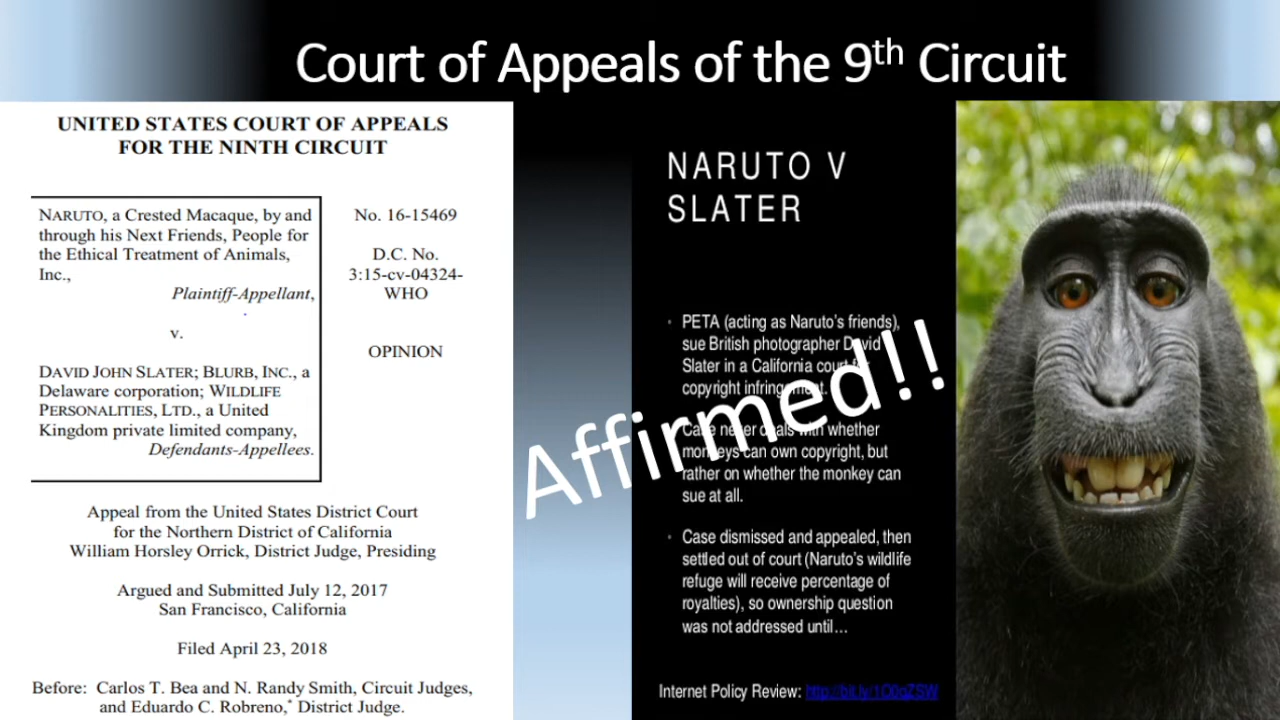 Court of Appeals of the 9th Circuit
UNITED STATES COURT OF APPEALS
FOR THE NINTH CIRCUIT
NARUTO, a Crested Macaque, by and
through his Next Friends, People for
the Ethical Treatment of Animals,
Inc.,
Plaintiff-Appellant,
v.
DAVID JOHN SLATER; BLURB, INC., a
Delaware corporation; WILDLIFE
PERSONALITIES, LTD., a United
Kingdom private limited company,
Defendants-Appellees.
No. 16-15469
D.C. No.
3:15-cv-04324-
WHO
OPINION
Appeal from the United States District Court
for the Northern District of California
William Horsley Orrick, District Judge, Presiding
Argued and Submitted July 12, 2017
San Francisco, California
Filed April 23, 2018
Before: Carlos T. Bea and N. Randy Smith, Circuit Judges,
and Eduardo C. Robreno,* District Judge.
NARUTO V
SLATER
• PETA (acting as Naruto's friends),
sue British photographer David
Slater in a California court for
copyright infringement.
Case never deals with whether
monkeys can own copyright, but
rather on whether the monkey can
sue at all.
• Case dismissed and appealed, then
settled out of court (Naruto's wildlife
refuge will receive percentage of
royalties), so ownership question
was not addressed until...
Internet Policy Review: http://bit.ly/1O0qZSW
Affirmed!!